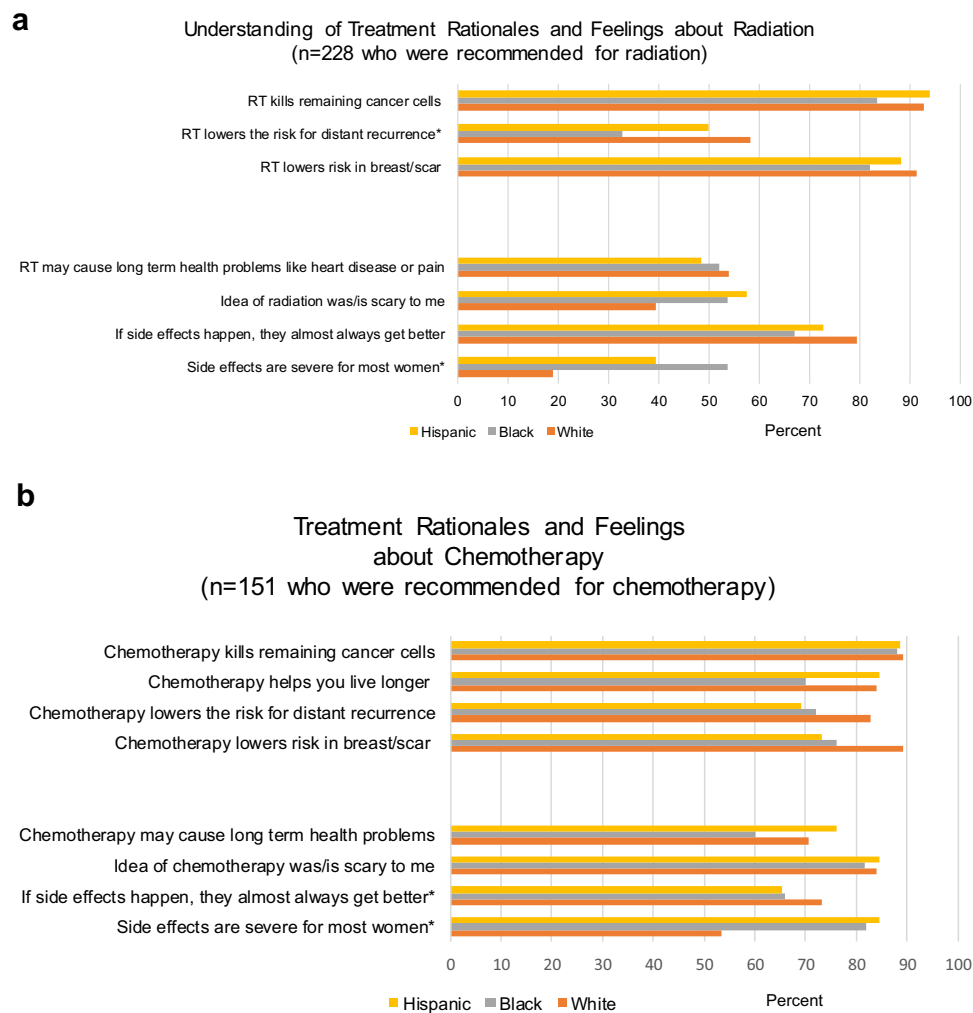 a
Understanding of Treatment Rationales and Feelings about Radiation
(n=228 who were recommended for radiation)
RT kills remaining cancer cells
RT lowers the risk for distant recurrence*
RT lowers risk in breast/scar
RT may cause long term health problems like heart disease or pain
Idea of radiation was/is scary to me
If side effects happen, they almost always get better
Side effects are severe for most women*
0 10 20 30 40 50 60 70 80 90 100
Hispanic Black White Percent
b
Treatment Rationales and Feelings
about Chemotherapy
(n=151 who were recommended for chemotherapy)
Chemotherapy kills remaining cancer cells
Chemotherapy helps you live longer
Chemotherapy lowers the risk for distant recurrence
Chemotherapy lowers risk in breast/scar
Chemotherapy may cause long term health problems
Idea of chemotherapy was/is scary to me
If side effects happen, they almost always get better*
Side effects are severe for most women*
0 10 20 30 40 50 60 70 80 90 100
Hispanic Black White Percent